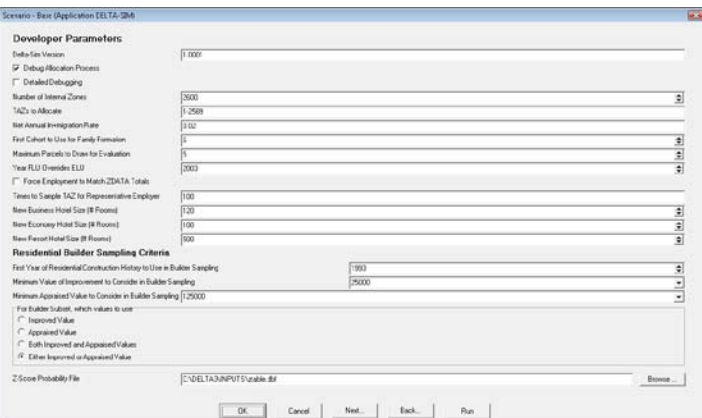 Scenario - Base (Application DELTA-SIM)
Developer Parameters
Delta-Sim Version 1.0001
Debug Allocation Process
Detailed Debugging
Number of Internal Zones 2600
TAZs to Allocate 1-2589
Net Annual In-migration Rate 0.02
First Cohort to Use for Family Formation
Maximum Parcels to Draw for Evaluation 5
Year FLU Overrides ELU 2003
Force Employment to Match ZDATA Totals
Times to Sample TAZ for Representative Employer 100
New Business Hotel Size (# Rooms) 120
New Economy Hotel Size (# Rooms) 100
New Resort Hotel Size (# Rooms) 500
Residential Builder Sampling Criteria
First Year of Residential Construction History to Use in Builder Sampling 1993
Minimum Value of Improvement to Consider in Builder Sampling 25000
Minimum Appraised Value to Consider in Builder Sampling 125000
For Builder Subset, which values to use
Improved Value
Appraised Value
Both Improved and Appraised Values
Either Improved or Appraised Value
Z-Score Probability File C:\DELTA3\INPUTS\ztable.dbf Browse ...
OK Cancel Next... Back... Run